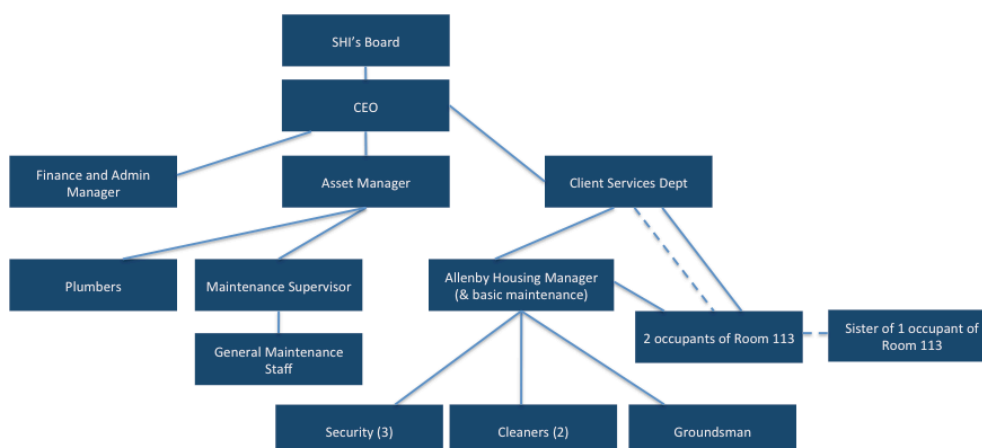 SHI's Board
CEO
Finance and Admin
Manager
Asset Manager
Client Services Dept
Plumbers
Maintenance Supervisor
Allenby Housing Manager
(& basic maintenance)
2 occupants of Room 113
Sister of 1 occupant of
Room 113
General Maintenance
Staff
Security (3)
Cleaners (2)
Groundsman